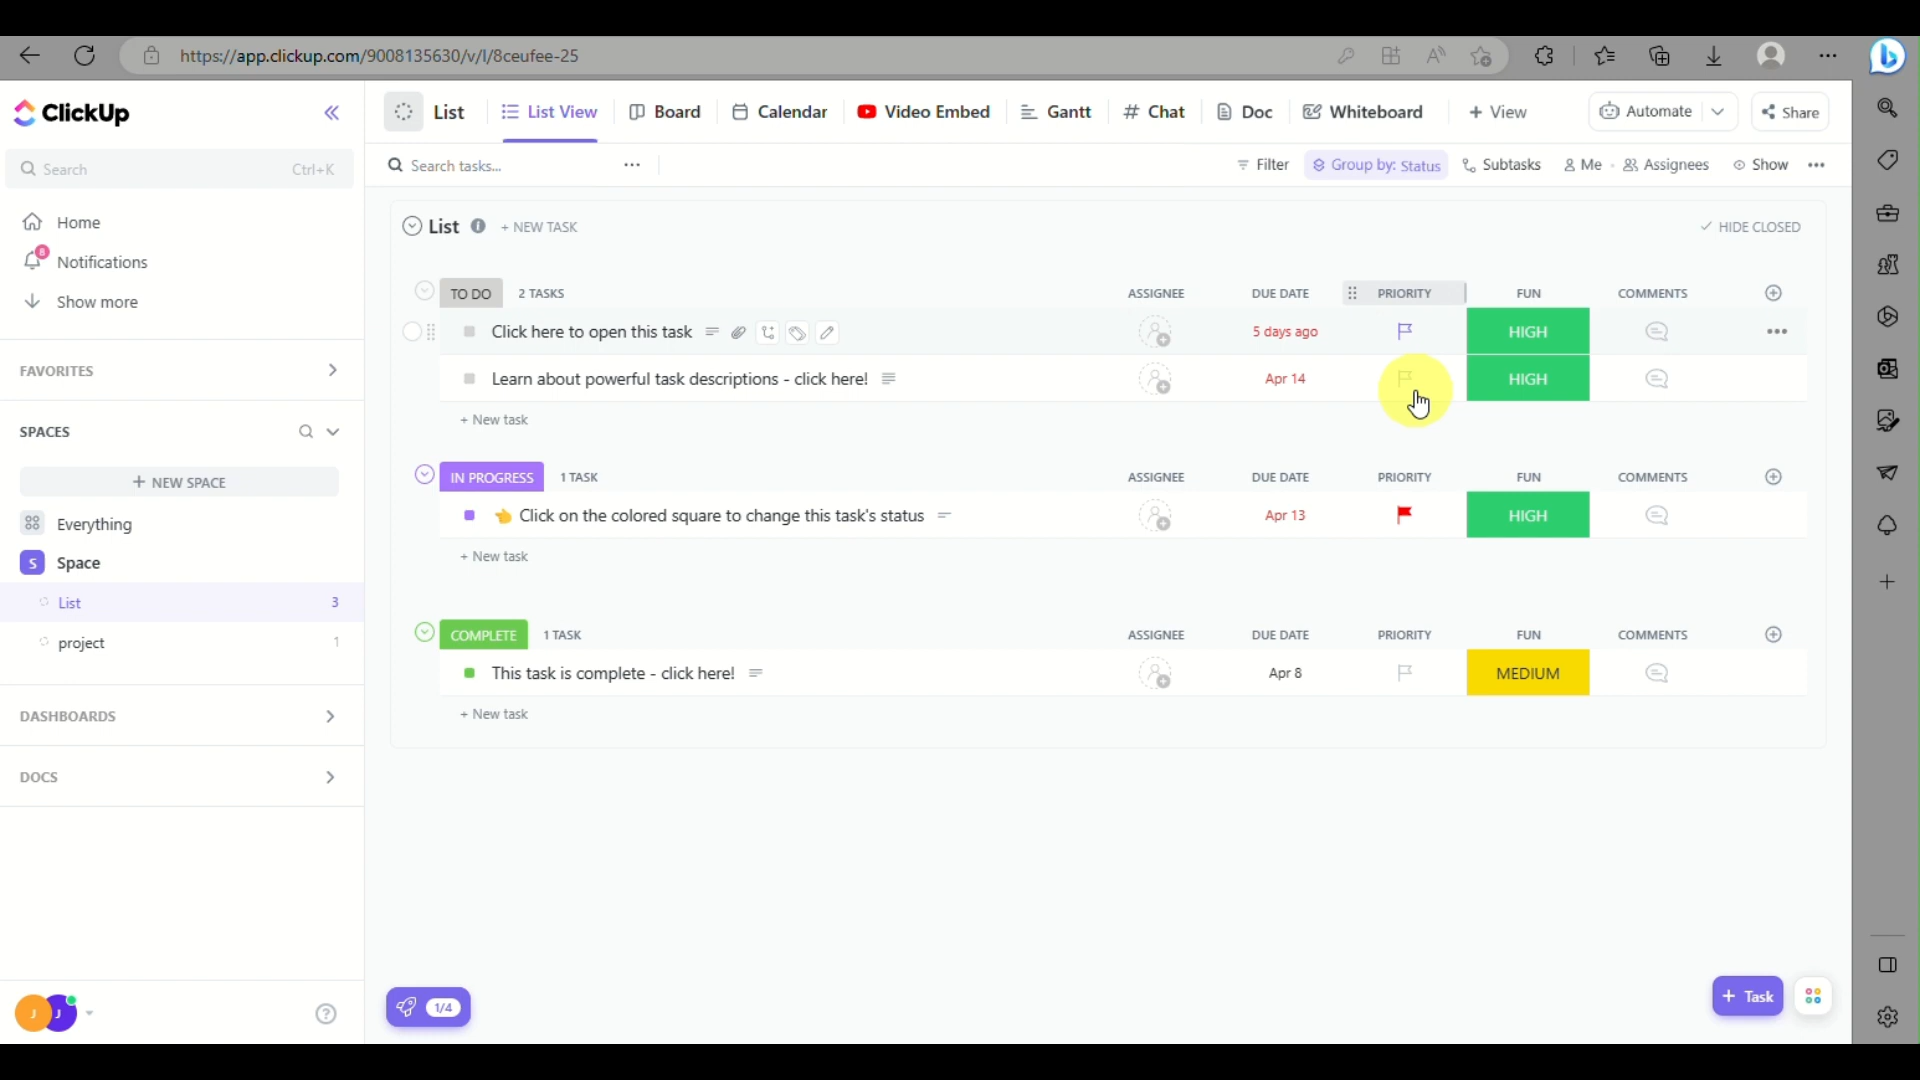 https://app.clickup.com/9008135630/v/l/8ceufee-25
ClickUp
List
List View
Board
Calendar
Video Embed
Gantt
# Chat
Doc
Whiteboard
+ View
Automate
Share
Search Ctrl+K
Search tasks...
Filter
Group by: Status
Subtasks
Me
Assignees
Show
Home
8
Notifications
Show more
FAVORITES
SPACES
+ NEW SPACE
Everything
S Space
List 3
project 1
DASHBOARDS
DOCS
J J
List + NEW TASK
HIDE CLOSED
TO DO 2 TASKS ASSIGNEE DUE DATE PRIORITY FUN COMMENTS
Click here to open this task 5 days ago HIGH
Learn about powerful task descriptions - click here! Apr 14 HIGH
+ New task
IN PROGRESS 1 TASK ASSIGNEE DUE DATE PRIORITY FUN COMMENTS
Click on the colored square to change this task's status Apr 13 HIGH
+ New task
COMPLETE 1 TASK ASSIGNEE DUE DATE PRIORITY FUN COMMENTS
This task is complete - click here! Apr 8 MEDIUM
+ New task
1/4
+ Task